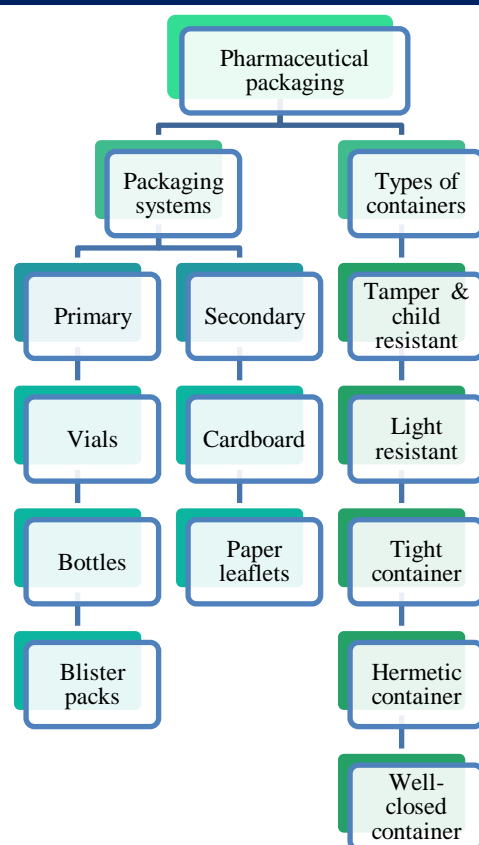 Pharmaceutical
packaging
Packaging
systems
Types of
containers
Primary
Secondary
Tamper &
child
resistant
Vials
Cardboard
Light
resistant
Bottles
Paper
leaflets
Tight
container
Blister
packs
Hermetic
container
Well-
closed
container